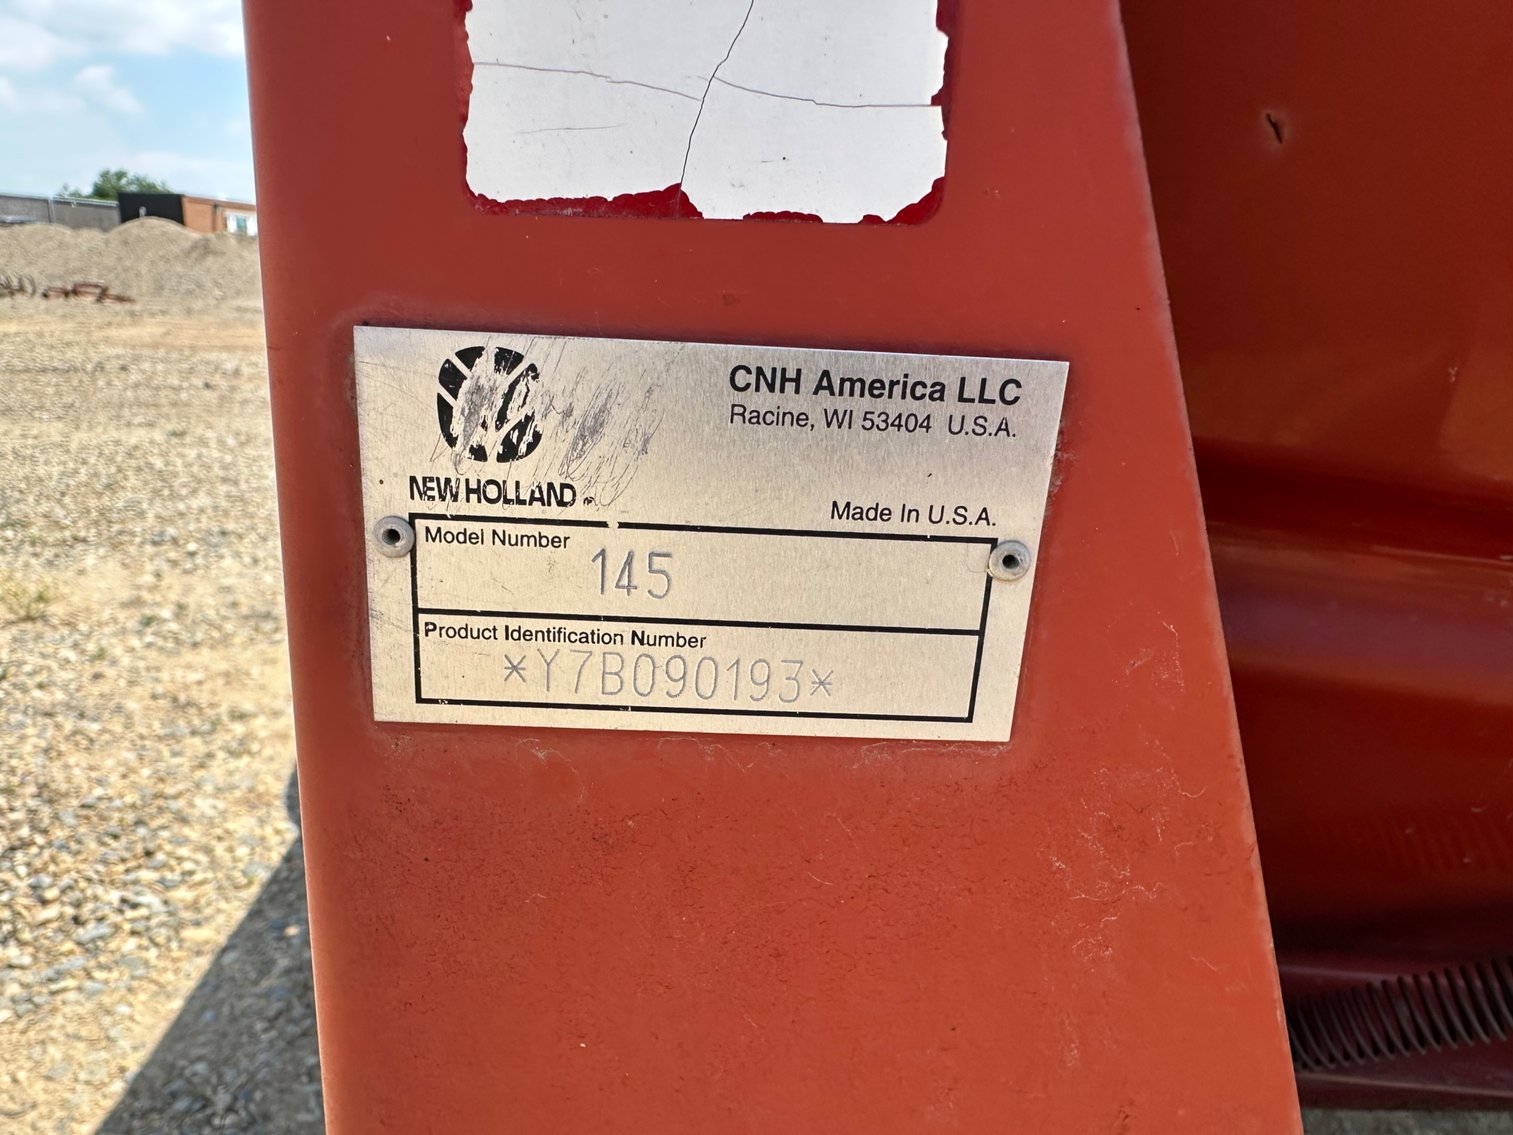 CNH America LLC
Racine, WI 53404 U.S.A.
NEW HOLLAND
Made In U.S.A.
Model Number
145
Product Identification Number
*Y7B090193*